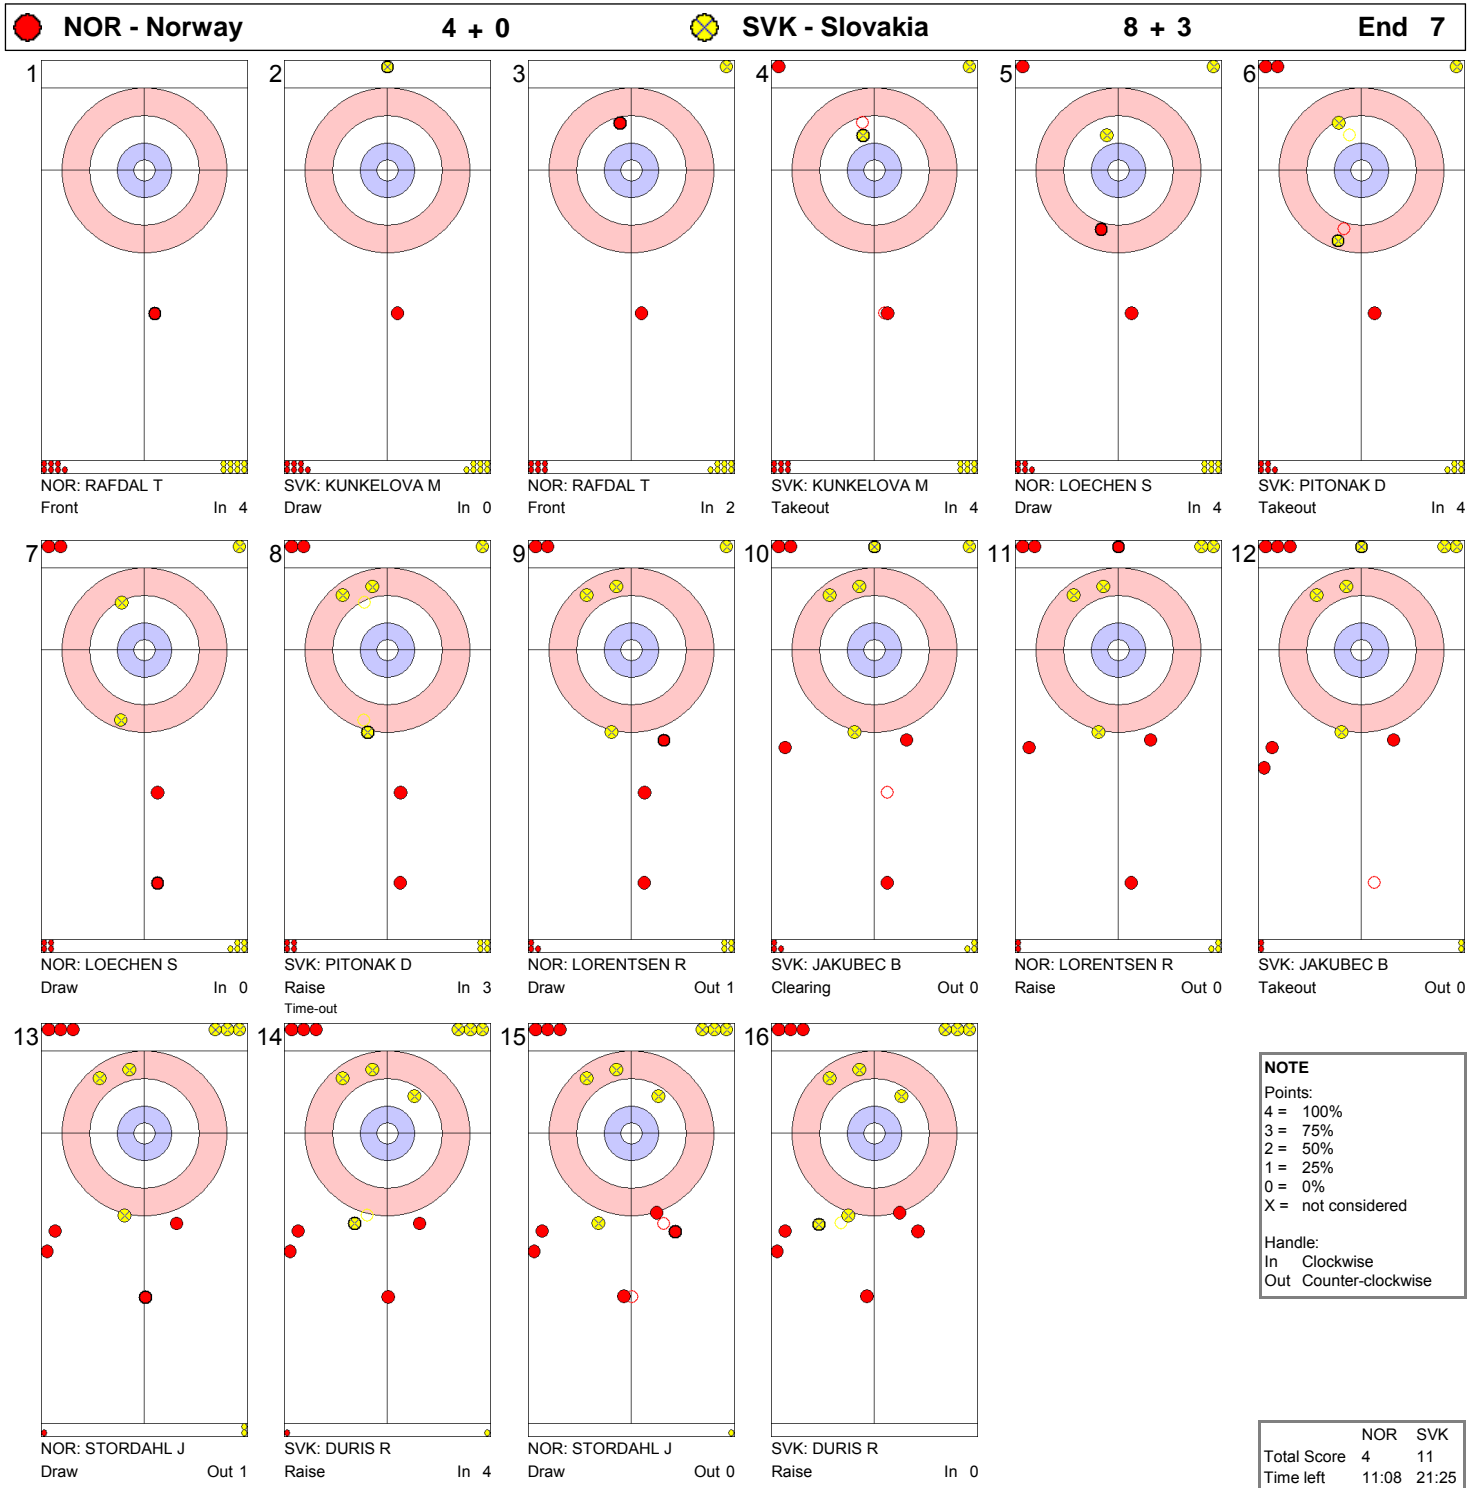 NOR - Norway 4 + 0 SVK - Slovakia 8 + 3 End 7
1 2 3 4 5 6
NOR: RAFDAL T SVK: KUNKELOVA M NOR: RAFDAL T SVK: KUNKELOVA M NOR: LOECHEN S SVK: PITONAK D
Front In 4 Draw In 0 Front In 2 Takeout In 4 Draw In 4 Takeout In 4
7 8 9 10 11 12
NOR: LOECHEN S SVK: PITONAK D NOR: LORENTSEN R SVK: JAKUBEC B NOR: LORENTSEN R SVK: JAKUBEC B
Draw In 0 Raise In 3 Draw Out 1 Clearing Out 0 Raise Out 0 Takeout Out 0
Time-out
13 14 15 16
NOR: STORDAHL J SVK: DURIS R NOR: STORDAHL J SVK: DURIS R
Draw Out 1 Raise In 4 Draw Out 0 Raise In 0
NOTE
Points:
4 = 100%
3 = 75%
2 = 50%
1 = 25%
0 = 0%
X = not considered
Handle:
In Clockwise
Out Counter-clockwise
NOR SVK
Total Score 4 11
Time left 11:08 21:25